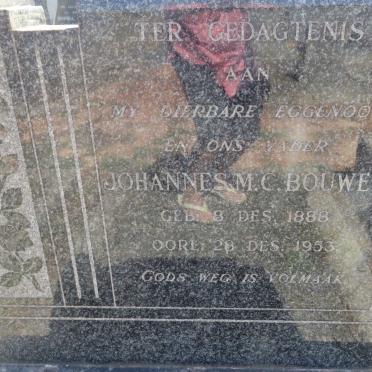 TER GEDAGTENIS
AAN
MY DIERBARE EGGENOO
EN ONS VADER
JOHANNES M.C. BOUWE
GEB. 8 DES. 1888
OORL. 28 DES. 1953
GODS WEG IS VOLMAAK